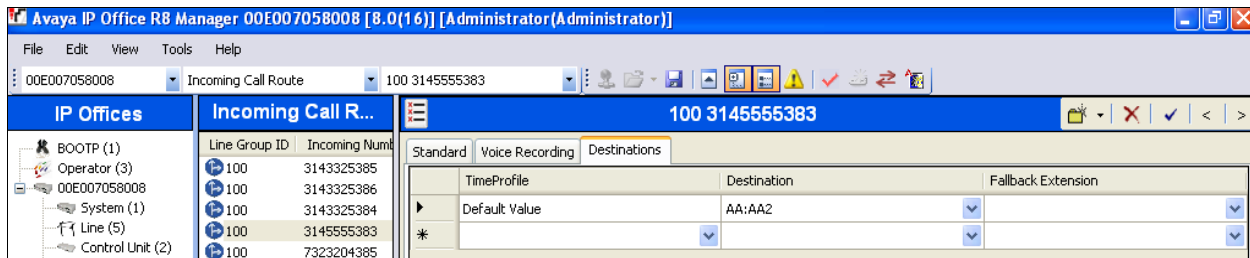 Avaya IP Office R8 Manager 00E007058008 [8.0(16)] [Administrator(Administrator)]
File Edit View Tools Help
00E007058008 Incoming Call Route 100 3145555383
IP Offices
BOOTP (1)
Operator (3)
00E007058008
System (1)
Line (5)
Control Unit (2)
Incoming Call R...
Line Group ID Incoming Numb
100 3143325385
100 3143325386
100 3143325384
100 3145555383
100 7323204385
100 3145555383
Standard Voice Recording Destinations
TimeProfile Destination Fallback Extension
Default Value AA:AA2